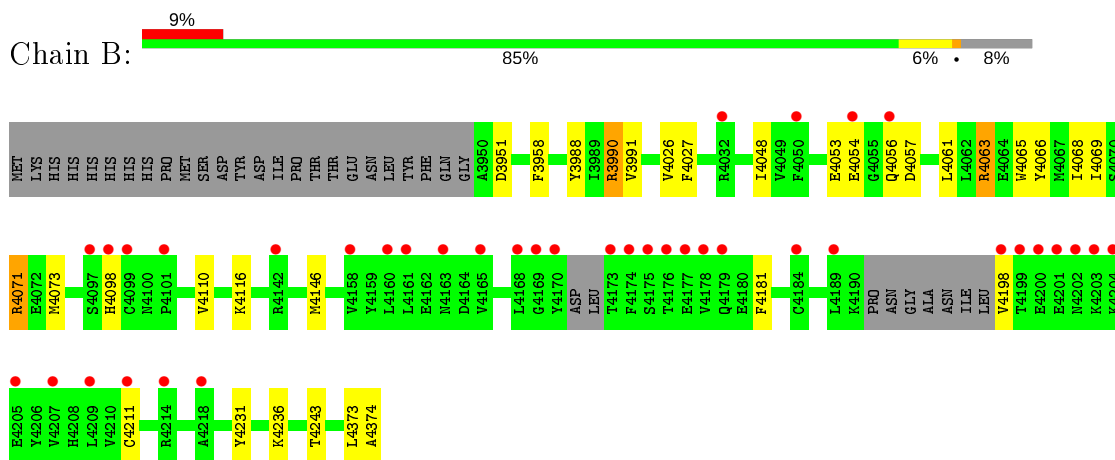 9%
Chain B:
85% 6% • 8%
MET LYS HIS HIS HIS HIS HIS HIS PRO MET SER ASP TYR ASP ILE PRO THR THR GLU ASN LEU TYR PHE GLN GLY A3950 D3951 F3958 Y3988 I3989 R3990 V3991 V4026 F4027 R4032 I4048 V4049 F4050 E4053 E4054 G4055 Q4056 D4057 L4061 L4062 R4063 E4064 W4065 Y4066 M4067 I4068 I4069 S4070
R4071 E4072 M4073 S4097 H4098 C4099 N4100 P4101 V4110 K4116 R4142 M4146 V4158 Y4159 L4160 L4161 E4162 N4163 D4164 V4165 L4168 G4169 Y4170 ASP LEU T4173 F4174 S4175 T4176 E4177 V4178 Q4179 E4180 F4181 C4184 L4189 K4190 PRO ASN GLY ALA ASN ILE LEU V4198 T4199 E4200 E4201 N4202 K4203 K4204
E4205 Y4206 V4207 H4208 L4209 V4210 C4211 R4214 A4218 Y4231 K4236 T4243 L4373 A4374